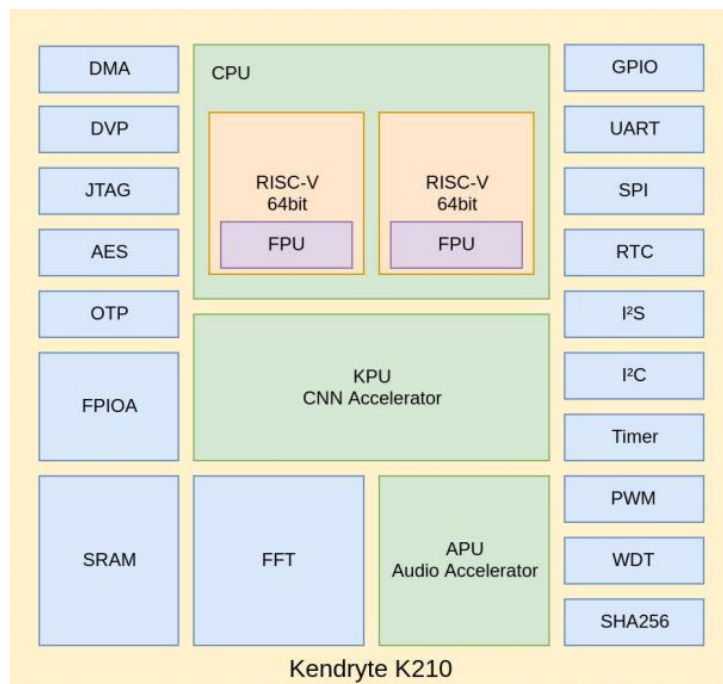 DMA
DVP
JTAG
AES
OTP
FPIOA
SRAM
CPU
RISC-V
64bit
FPU
RISC-V
64bit
FPU
KPU
CNN Accelerator
FFT
APU
Audio Accelerator
GPIO
UART
SPI
RTC
I²S
I²C
Timer
PWM
WDT
SHA256
Kendryte K210